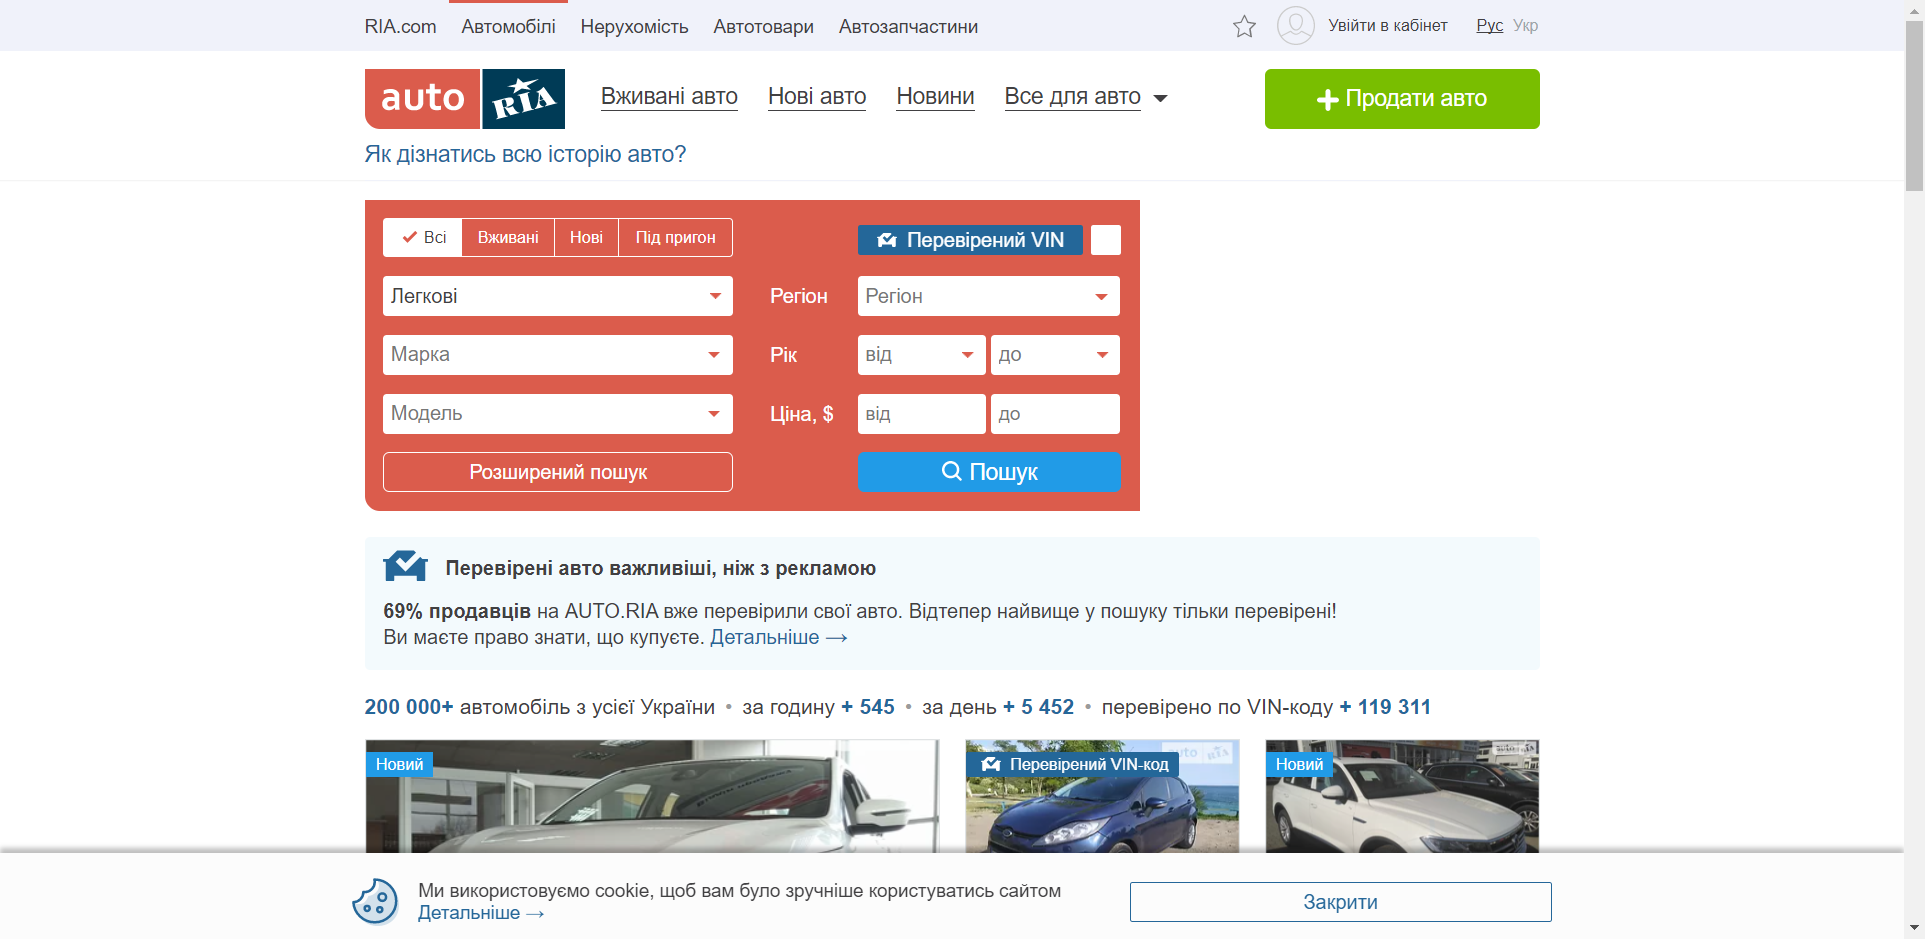 RIA.com Автомобілі Нерухомість Автотовари Автозапчастини Увійти в кабінет Рус Укр
auto RIA Вживані авто Нові авто Новини Все для авто Продати авто
Як дізнатись всю історію авто?
Всі Вживані Нові Під пригон Перевірений VIN
Легкові Регіон Регіон
Марка Рік від до
Модель Ціна, $ від до
Розширений пошук Пошук
Перевірені авто важливіші, ніж з рекламою
69% продавців на AUTO.RIA вже перевірили свої авто. Відтепер найвище у пошуку тільки перевірені!
Ви маєте право знати, що купуєте. Детальніше →
200 000+ автомобіль з усієї України • за годину + 545 • за день + 5 452 • перевірено по VIN-коду + 119 311
auto RIA
Новий Перевірений VIN-код Новий
Ми використовуємо cookie, щоб вам було зручніше користуватись сайтом
Детальніше →
Закрити